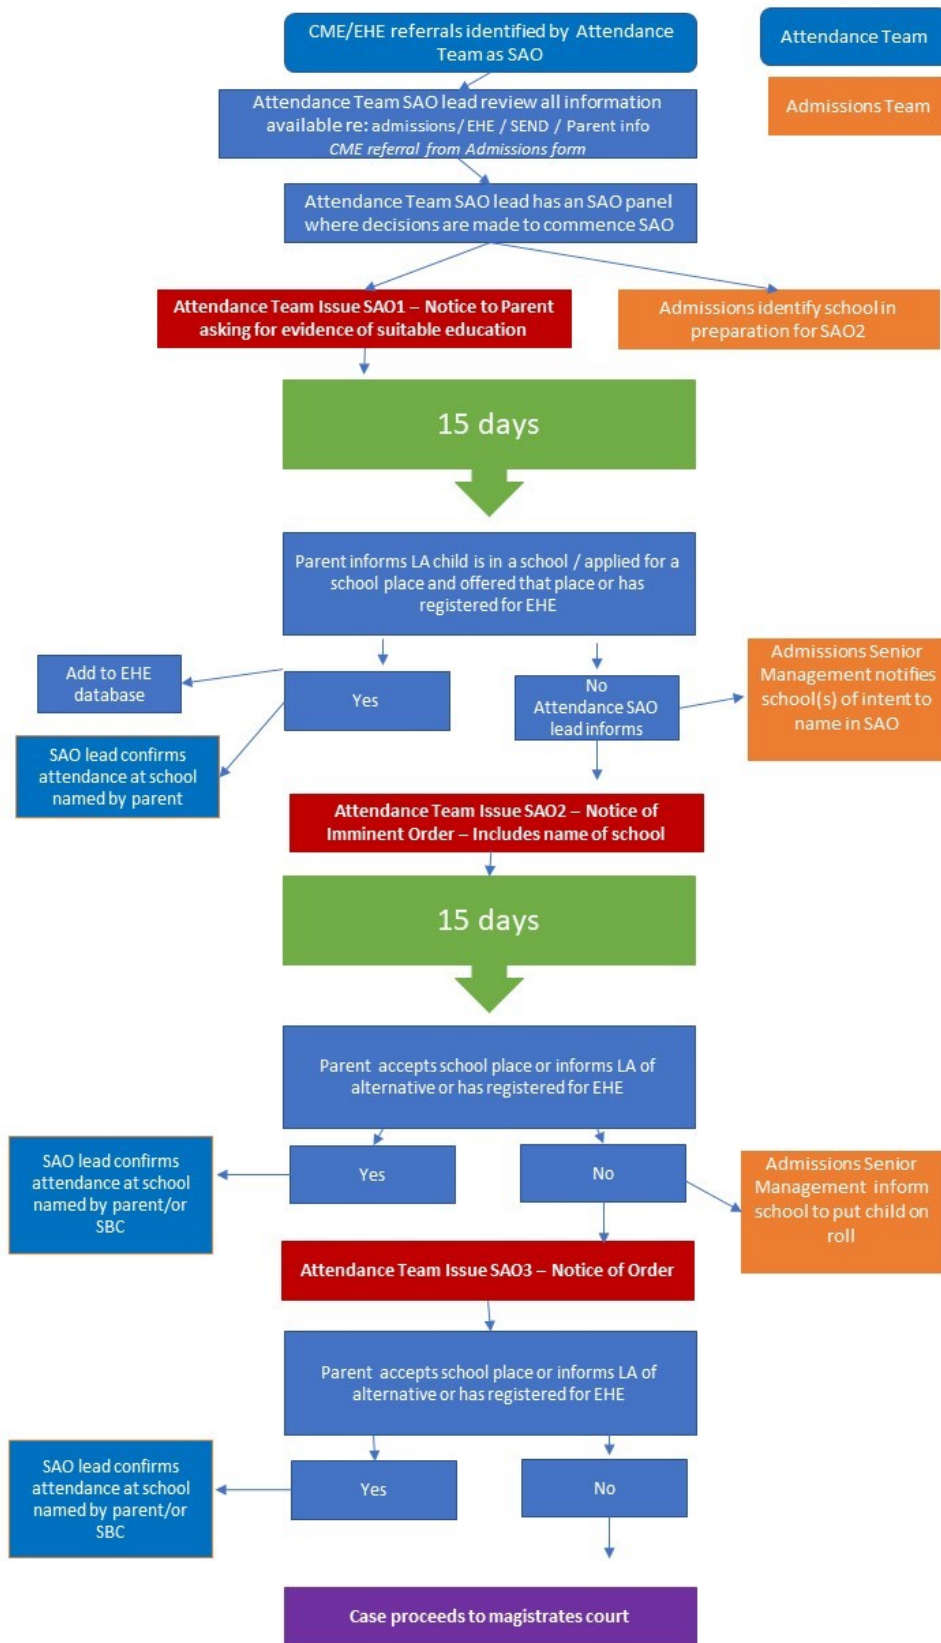 CME/EHE referrals identified by Attendance
Team as SAO
Attendance Team
Admissions Team
Attendance Team SAO lead review all information
available re: admissions / EHE / SEND / Parent info
CME referral from Admissions form
Attendance Team SAO lead has an SAO panel
where decisions are made to commence SAO
Attendance Team Issue SAO1 – Notice to Parent
asking for evidence of suitable education
Admissions identify school in
preparation for SAO2
15 days
Parent informs LA child is in a school / applied for a
school place and offered that place or has
registered for EHE
Add to EHE
database
Yes
No
Attendance SAO
lead informs
Admissions Senior
Management notifies
school(s) of intent to
name in SAO
SAO lead confirms
attendance at school
named by parent
Attendance Team Issue SAO2 – Notice of
Imminent Order – Includes name of school
15 days
Parent accepts school place or informs LA of
alternative or has registered for EHE
SAO lead confirms
attendance at school
named by parent/or
SBC
Yes
No
Admissions Senior
Management inform
school to put child on
roll
Attendance Team Issue SAO3 – Notice of Order
Parent accepts school place or informs LA of
alternative or has registered for EHE
SAO lead confirms
attendance at school
named by parent/or
SBC
Yes
No
Case proceeds to magistrates court